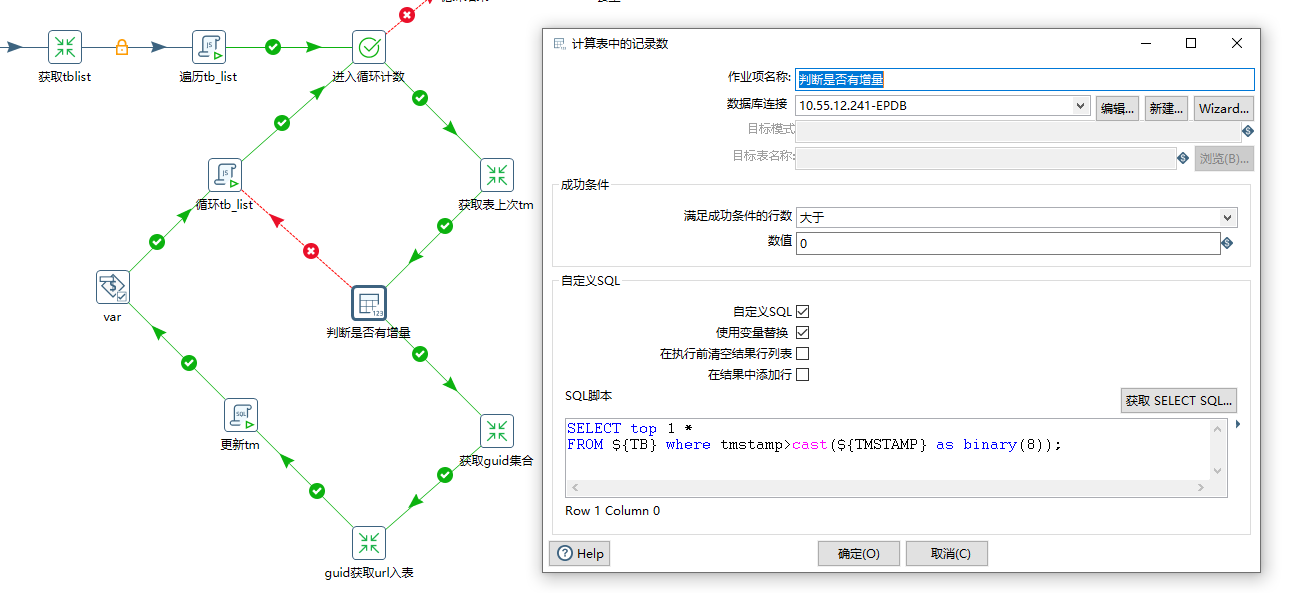 获取tblist
遍历tb_list
进入循环计数
循环tb_list
获取表上次tm
var
判断是否有增量
更新tm
获取guid集合
guid获取url入表
计算表中的记录数
作业项名称: 判断是否有增量
数据库连接 10.55.12.241-EPDB 编辑... 新建... Wizard...
目标模式
目标表名称: 浏览(B)...
成功条件
满足成功条件的行数 大于
数值 0
自定义SQL
自定义SQL
使用变量替换
在执行前清空结果行列表
在结果中添加行
SQL脚本 获取 SELECT SQL...
SELECT top 1 *
FROM ${TB} where tmstamp>cast(${TMSTAMP} as binary(8));
Row 1 Column 0
Help 确定(O) 取消(C)